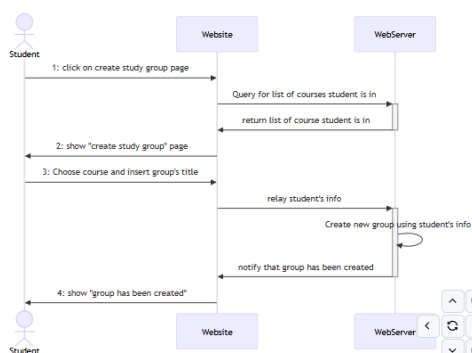 Student
Website
WebServer
1: click on create study group page
Query for list of courses student is in
return list of course student is in
2: show "create study group" page
3: Choose course and insert group's title
relay student's info
Create new group using student's info
notify that group has been created
4: show "group has been created"
Student
Website
WebServer